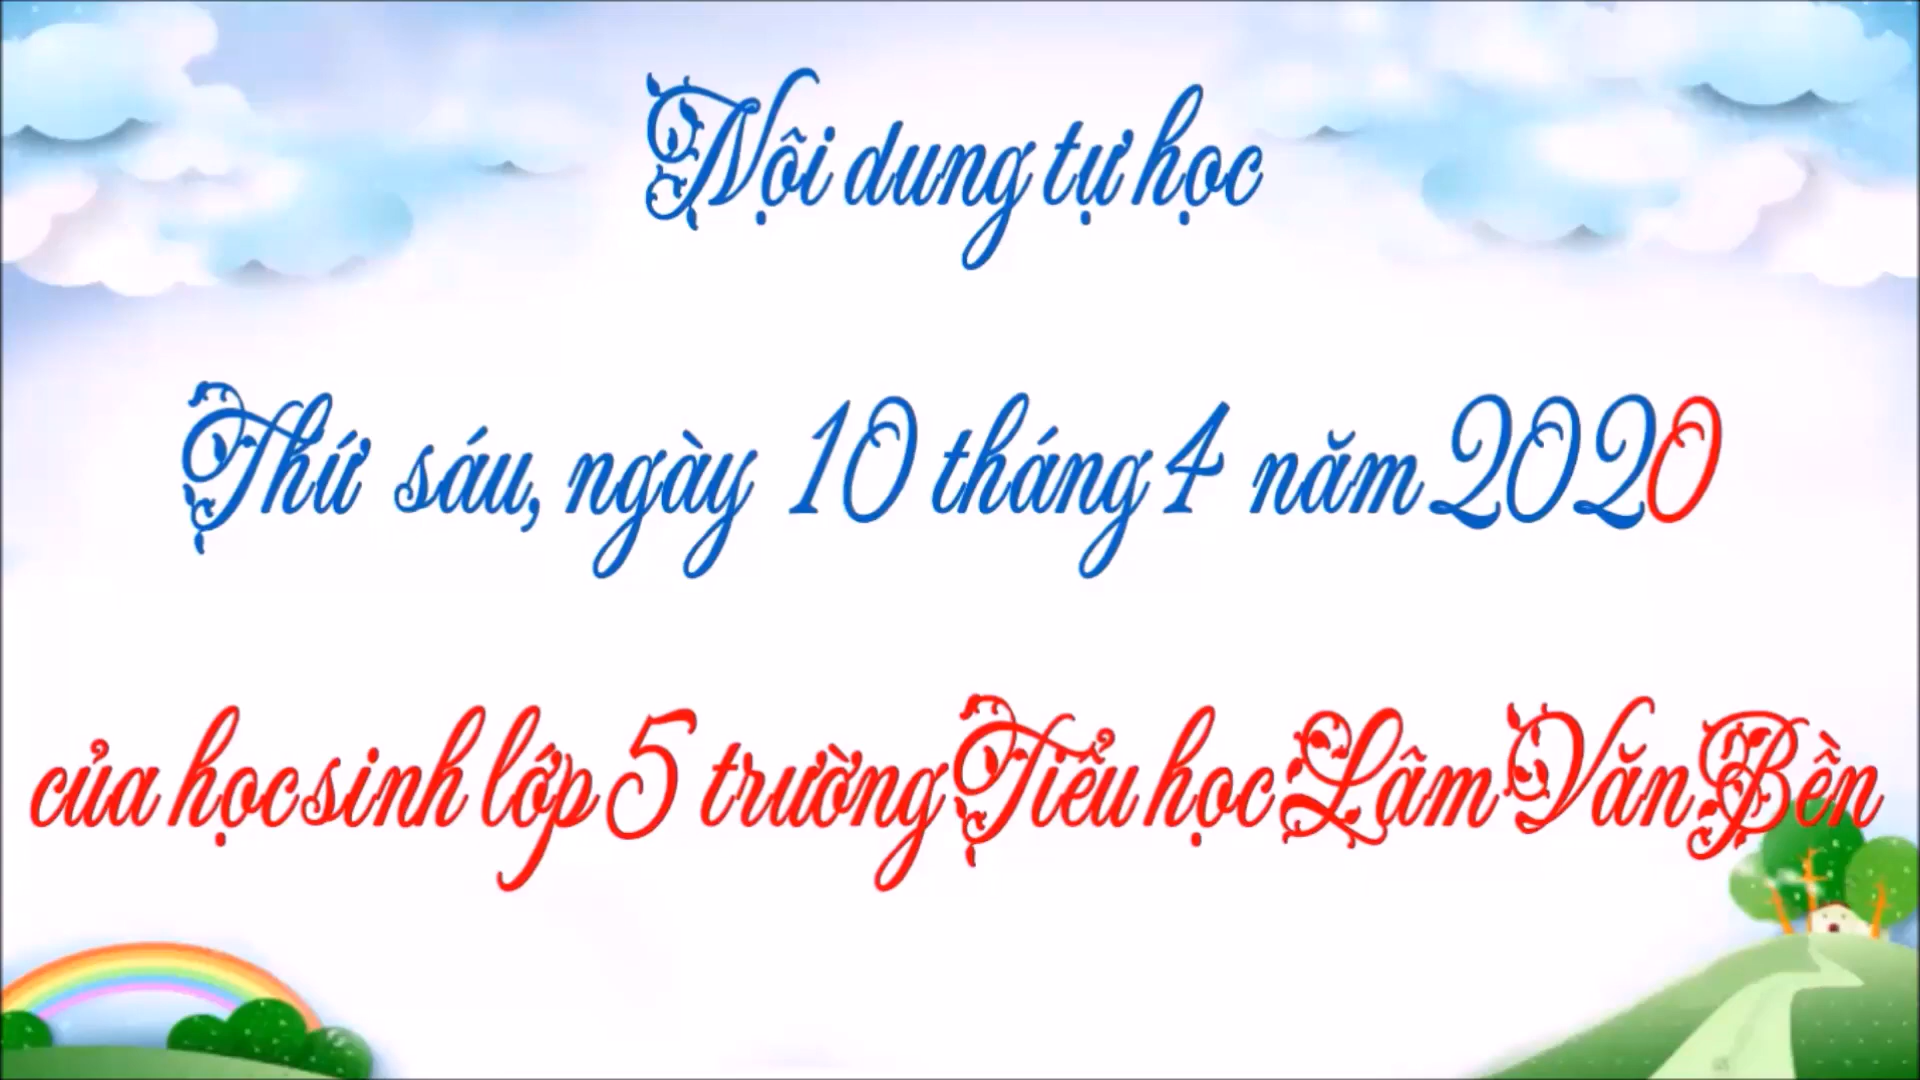 Nội dung tự học
Thứ sáu, ngày 10 tháng 4 năm 2020
của học sinh lớp 5 trường Tiểu học Lâm Văn Bền